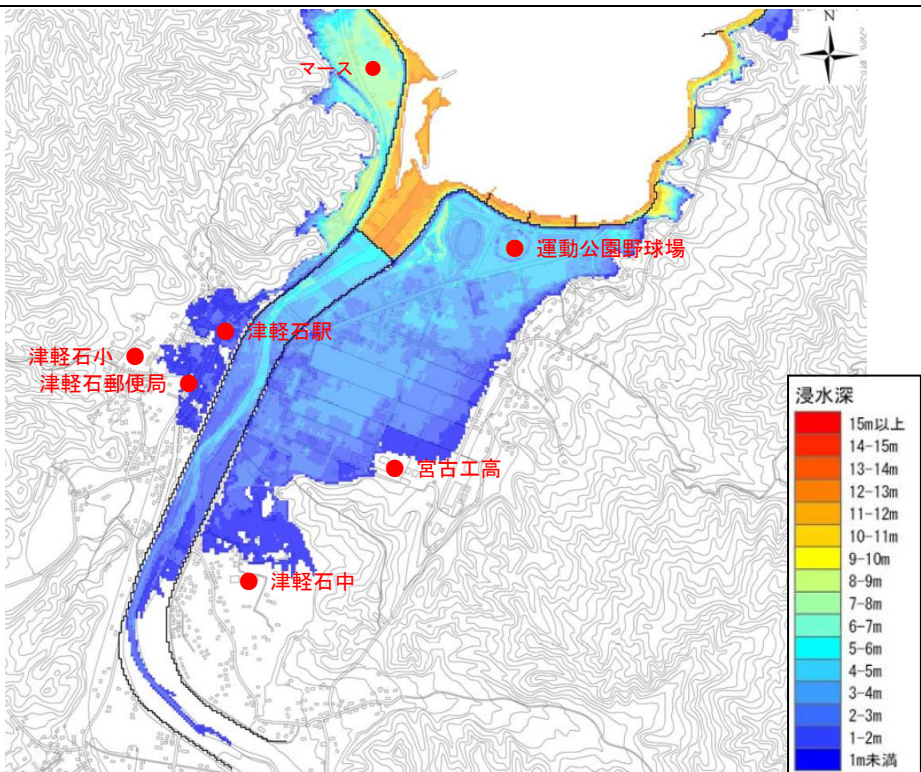 N
マース
運動公園野球場
津軽石駅
津軽石小
津軽石郵便局
宮古工高
津軽石中
浸水深
15m以上
14-15m
13-14m
12-13m
11-12m
10-11m
9-10m
8-9m
7-8m
6-7m
5-6m
4-5m
3-4m
2-3m
1-2m
1m未満